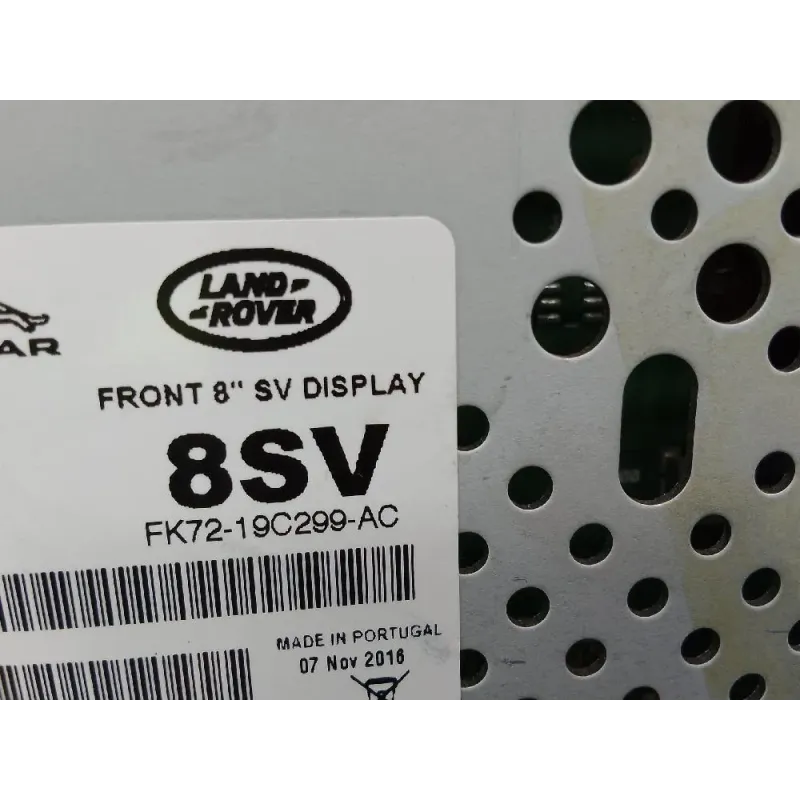 LAND-
-ROVER
AR
FRONT 8" SV DISPLAY
8SV
FK72-19C299-AC
MADE IN PORTUGAL
07 Nov 2016